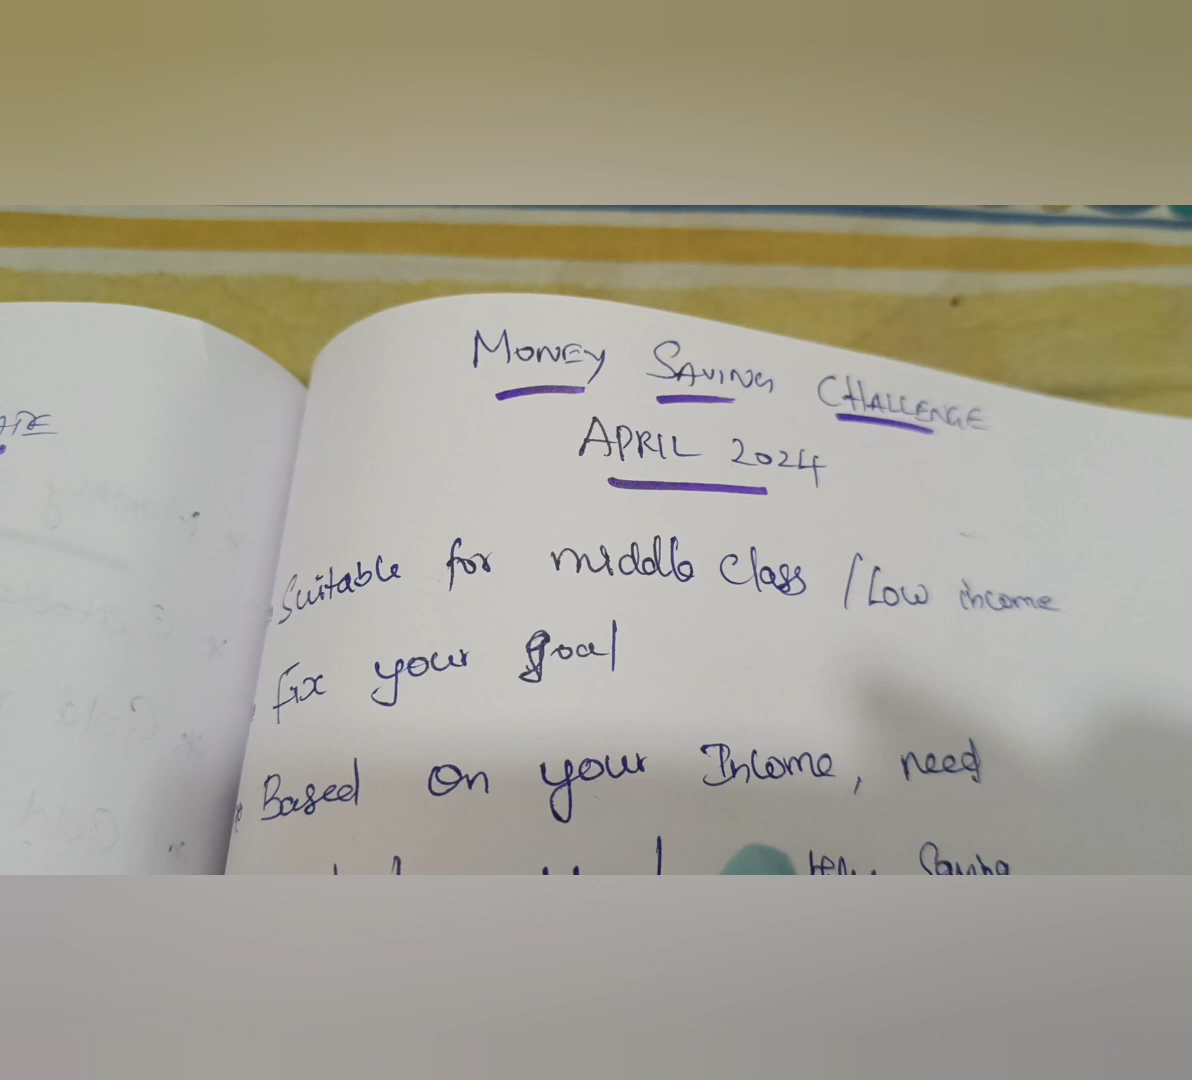 MONEY SAVING CHALLENGE
APRIL 2024
Suitable for middle class / Low income
Fix your goal
Based on your Income, need